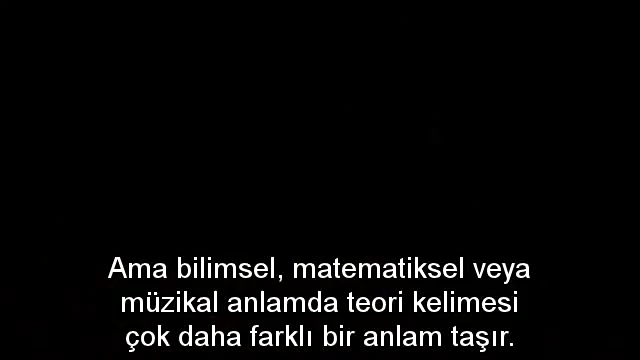 Ama bilimsel, matematiksel veya
müzikal anlamda teori kelimesi
çok daha farklı bir anlam taşır.